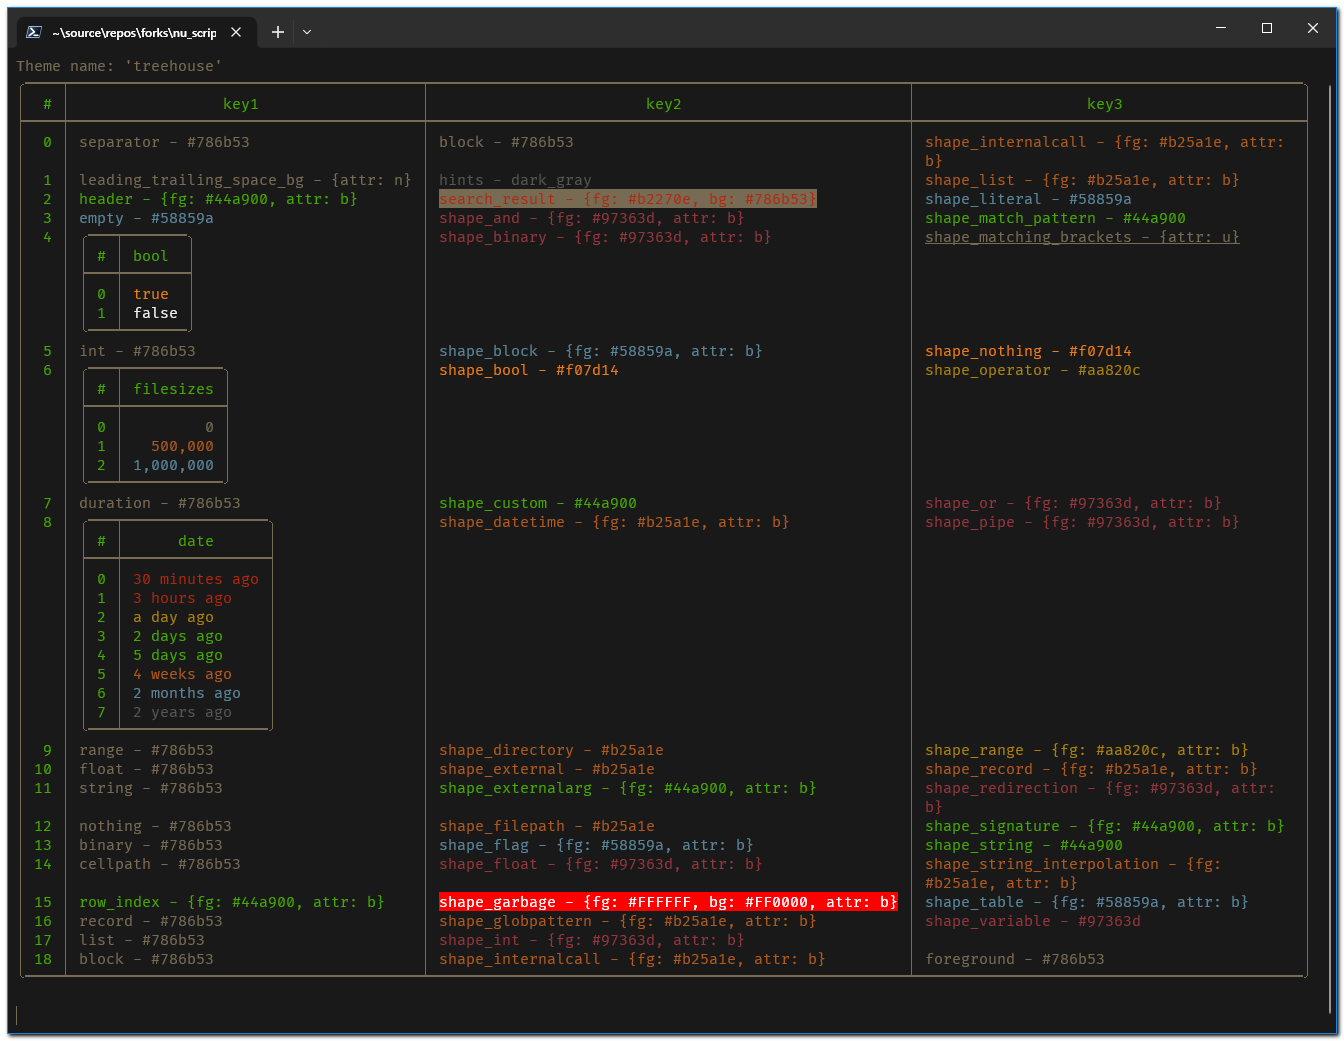 ~\source\repos\forks\nu_scrip
Theme name: 'treehouse'
# key1 key2 key3
0 separator - #786b53 block - #786b53 shape_internalcall - {fg: #b25a1e, attr:
b}
1 leading_trailing_space_bg - {attr: n} hints - dark_gray shape_list - {fg: #b25a1e, attr: b}
2 header - {fg: #44a900, attr: b} search_result - {fg: #b2270e, bg: #786b53} shape_literal - #58859a
3 empty - #58859a shape_and - {fg: #97363d, attr: b} shape_match_pattern - #44a900
4 shape_binary - {fg: #97363d, attr: b} shape_matching_brackets - {attr: u}
# bool
0 true
1 false
5 int - #786b53 shape_block - {fg: #58859a, attr: b} shape_nothing - #f07d14
6 shape_bool - #f07d14 shape_operator - #aa820c
# filesizes
0 0
1 500,000
2 1,000,000
7 duration - #786b53 shape_custom - #44a900 shape_or - {fg: #97363d, attr: b}
8 shape_datetime - {fg: #b25a1e, attr: b} shape_pipe - {fg: #97363d, attr: b}
# date
0 30 minutes ago
1 3 hours ago
2 a day ago
3 2 days ago
4 5 days ago
5 4 weeks ago
6 2 months ago
7 2 years ago
9 range - #786b53 shape_directory - #b25a1e shape_range - {fg: #aa820c, attr: b}
10 float - #786b53 shape_external - #b25a1e shape_record - {fg: #b25a1e, attr: b}
11 string - #786b53 shape_externalarg - {fg: #44a900, attr: b} shape_redirection - {fg: #97363d, attr:
b}
12 nothing - #786b53 shape_filepath - #b25a1e shape_signature - {fg: #44a900, attr: b}
13 binary - #786b53 shape_flag - {fg: #58859a, attr: b} shape_string - #44a900
14 cellpath - #786b53 shape_float - {fg: #97363d, attr: b} shape_string_interpolation - {fg:
#b25a1e, attr: b}
15 row_index - {fg: #44a900, attr: b} shape_garbage - {fg: #FFFFFF, bg: #FF0000, attr: b} shape_table - {fg: #58859a, attr: b}
16 record - #786b53 shape_globpattern - {fg: #b25a1e, attr: b} shape_variable - #97363d
17 list - #786b53 shape_int - {fg: #97363d, attr: b}
18 block - #786b53 shape_internalcall - {fg: #b25a1e, attr: b} foreground - #786b53